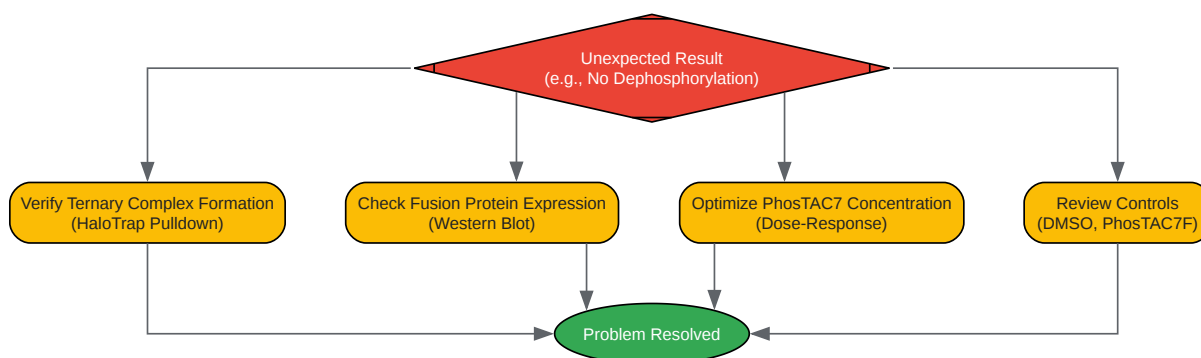 Unexpected Result
(e.g., No Dephosphorylation)
Verify Ternary Complex Formation
(HaloTrap Pulldown)
Check Fusion Protein Expression
(Western Blot)
Optimize PhosTAC7 Concentration
(Dose-Response)
Review Controls
(DMSO, PhosTAC7F)
Problem Resolved